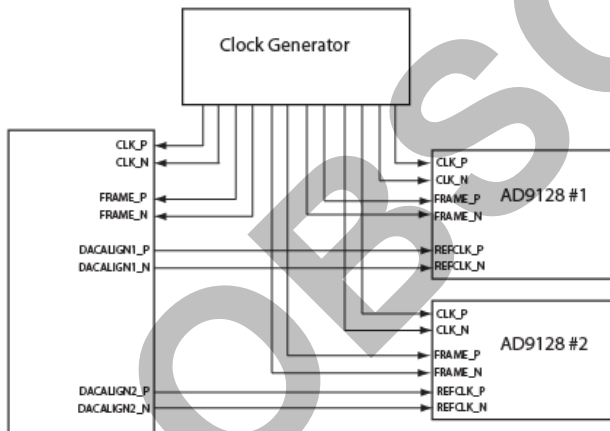 Clock Generator
CLK_P
CLK_N
FRAME_P
FRAME_N
DACALIGN1_P
DACALIGN1_N
DACALIGN2_P
DACALIGN2_N
CLK_P
CLK_N
FRAME_P
FRAME_N
REFCLK_P
REFCLK_N
AD9128 #1
CLK_P
CLK_N
FRAME_P
FRAME_N
REFCLK_P
REFCLK_N
AD9128 #2
OBSO